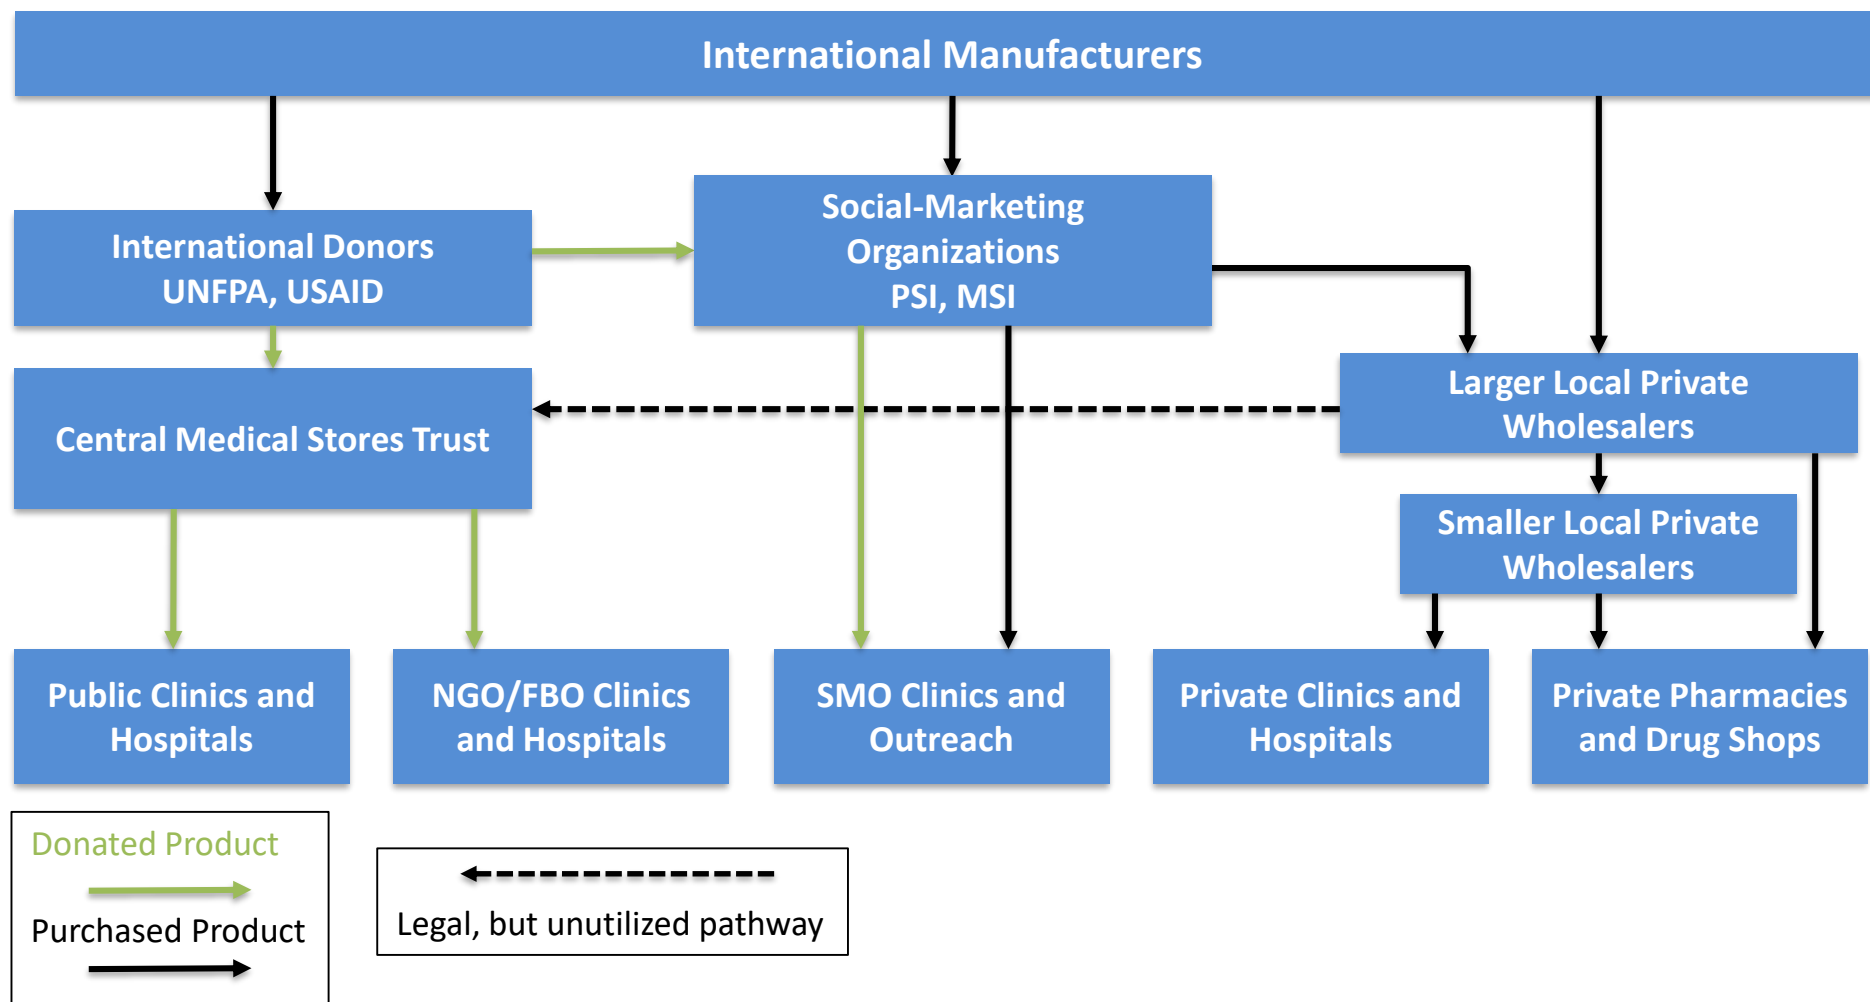 International Manufacturers
Social-Marketing
Organizations
PSI, MSI
International Donors
UNFPA, USAID
Larger Local Private
Wholesalers
Central Medical Stores Trust
Smaller Local Private
Wholesalers
Public Clinics and
Hospitals
NGO/FBO Clinics
and Hospitals
SMO Clinics and
Outreach
Private Clinics and
Hospitals
Private Pharmacies
and Drug Shops
Donated Product
Purchased Product
Legal, but unutilized pathway